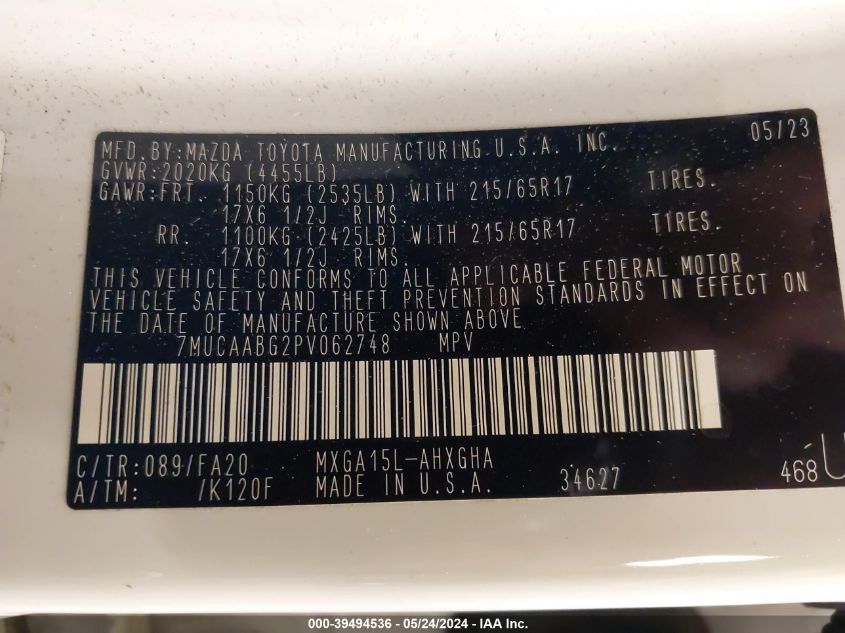 05/23
MFD.BY:MAZDA TOYOTA MANUFACTURING U.S.A. INC.
GVWR:2020KG (4455LB)
GAWR:FRT. 1150KG (2535LB) WITH 215/65R17 TIRES.
17X6 1/2J RIMS.
RR. 1100KG (2425LB) WITH 215/65R17 TIRES.
17X6 1/2J RIMS.
THIS VEHICLE CONFORMS TO ALL APPLICABLE FEDERAL MOTOR
VEHICLE SAFETY AND THEFT PREVENTION STANDARDS IN EFFECT ON
THE DATE OF MANUFACTURE SHOWN ABOVE.
7MUCAABG2PV062748 MPV
C/TR:089/FA20 MXGA15L-AHXGHA
A/TM: /K120F MADE IN U.S.A. 34627 468 U
000-39494536 - 05/24/2024 - IAA Inc.